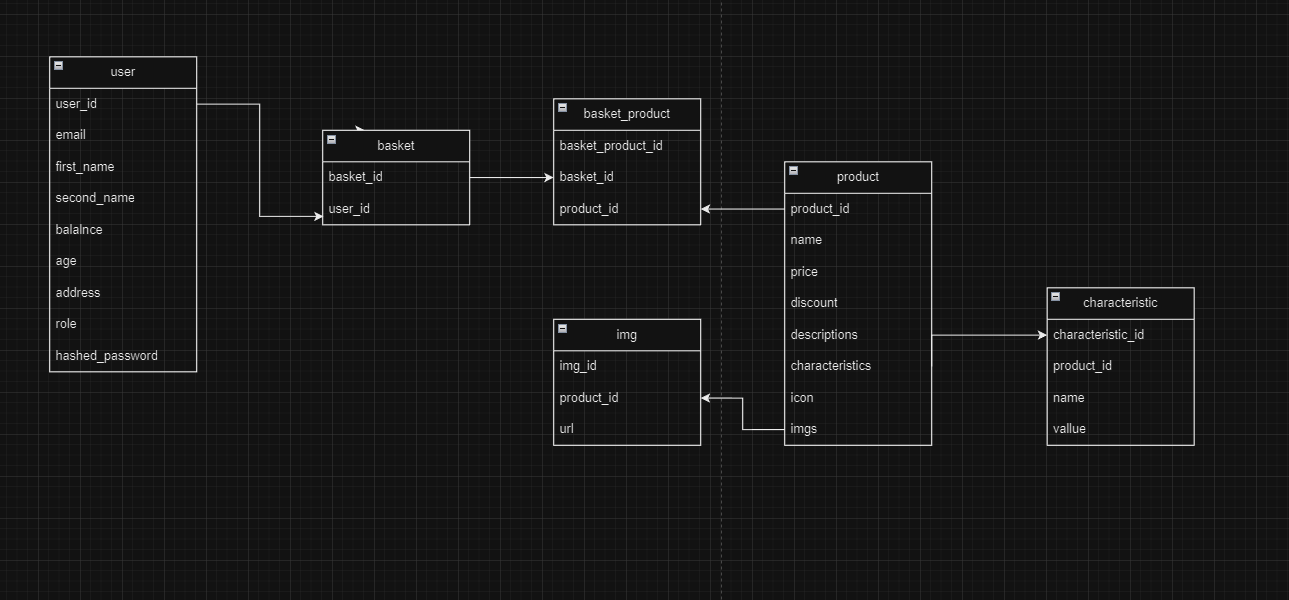 user
user_id
email
first_name
second_name
balalnce
age
address
role
hashed_password
basket
basket_id
user_id
basket_product
basket_product_id
basket_id
product_id
img
img_id
product_id
url
product
product_id
name
price
discount
descriptions
characteristics
icon
imgs
characteristic
characteristic_id
product_id
name
vallue